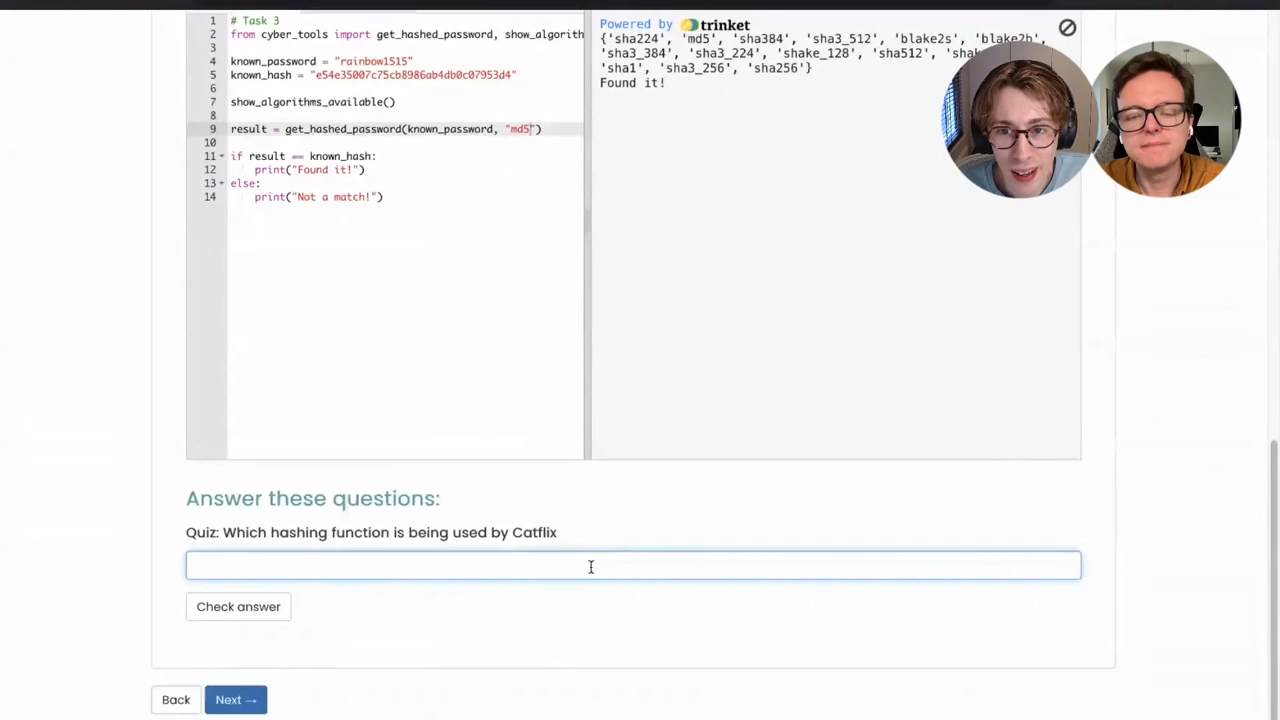 1 # Task 3
2 from cyber_tools import get_hashed_password, show_algorith
3
4 known_password = "rainbow1515"
5 known_hash = "e54e35007c75cb8986ab4db0c07953d4"
6
7 show_algorithms_available()
8
9 result = get_hashed_password(known_password, "md5")
10
11 if result == known_hash:
12 print("Found it!")
13 else:
14 print("Not a match!")
Powered by trinket
{'sha224', 'md5', 'sha384', 'sha3_512', 'blake2s', 'blake2b',
'sha3_384', 'sha3_224', 'shake_128', 'sha512',
'sha1', 'sha3_256', 'sha256'}
Found it!
Answer these questions:
Quiz: Which hashing function is being used by Catflix
Check answer
Back
Next →